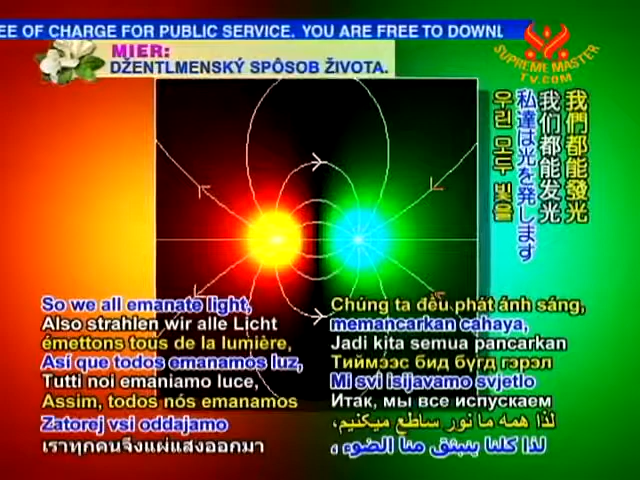 EE OF CHARGE FOR PUBLIC SERVICE. YOU ARE FREE TO DOWNL
SUPREME MASTER
TV.COM
MIER:
DŽENTLMENSKÝ SPÔSOB ŽIVOTA.
我們都能發光
我们都能发光
私達は光を発します
우린 모두 빛을
So we all emanate light,
Also strahlen wir alle Licht
émettons tous de la lumière,
Así que todos emanamos luz,
Tutti noi emaniamo luce,
Assim, todos nós emanamos
Zatorej vsi oddajamo
เราทุกคนจึงแผ่แสงออกมา
Chúng ta đều phát ánh sáng,
memancarkan cahaya,
Jadi kita semua pancarkan
Тиймээс бид бүгд гэрэл
Mi svi isijavamo svjetlo
Итак, мы все испускаем
لذا همه ما نور ساطع میکنیم،
لذا كلنا ينبثق منا الضوء ،